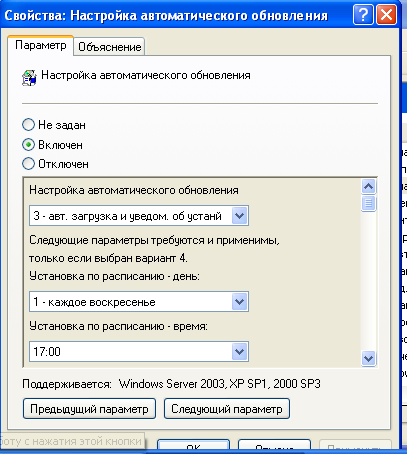 Свойства: Настройка автоматического обновления
Параметр Объяснение
Настройка автоматического обновления
Не задан
Включен
Отключен
Настройка автоматического обновления
3 - авт. загрузка и уведом. об устано
Следующие параметры требуются и применимы,
только если выбран вариант 4.
Установка по расписанию - день:
1 - каждое воскресенье
Установка по расписанию - время:
17:00
Поддерживается: Windows Server 2003, XP SP1, 2000 SP3
Предыдущий параметр Следующий параметр
боту с нажатия этой кнопки
ОК Отмена Применить